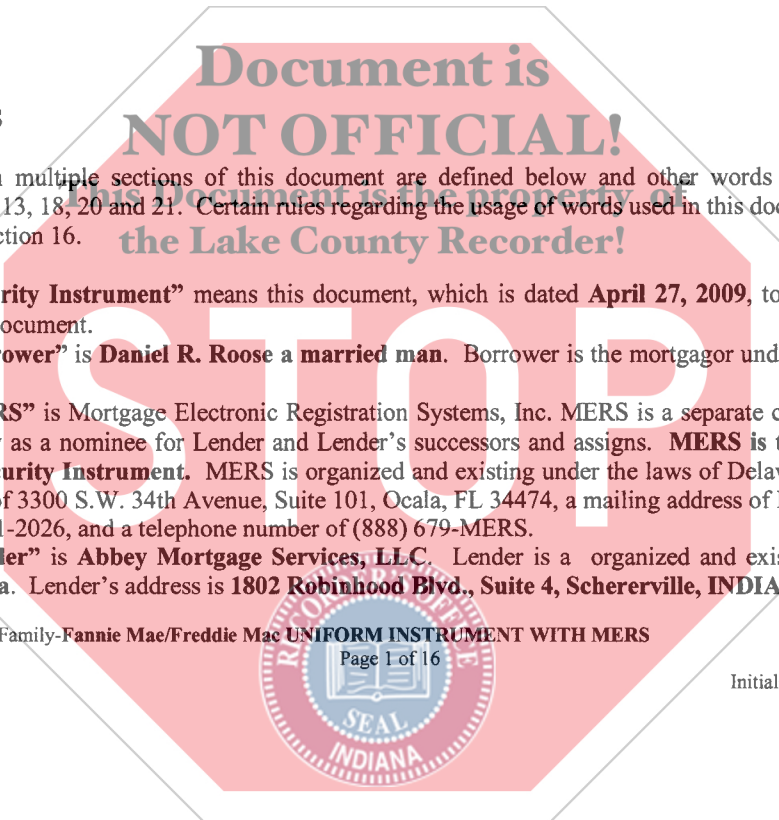 Document is
NOT OFFICIAL!
multiple sections of this document are defined below and other words
This Document is the property of
13, 18, 20 and 21. Certain rules regarding the usage of words used in this doc
ction 16.
the Lake County Recorder!
rity Instrument” means this document, which is dated April 27, 2009, to
ocument.
rower” is Daniel R. Roose a married man. Borrower is the mortgagor und
STOP
RS” is Mortgage Electronic Registration Systems, Inc. MERS is a separate c
as a nominee for Lender and Lender’s successors and assigns. MERS is t
curity Instrument. MERS is organized and existing under the laws of Delaw
of 3300 S.W. 34th Avenue, Suite 101, Ocala, FL 34474, a mailing address of
1-2026, and a telephone number of (888) 679-MERS.
der” is Abbey Mortgage Services, LLC. Lender is a organized and exis
a. Lender’s address is 1802 Robinhood Blvd., Suite 4, Schererville, INDIA
Family-Fannie Mae/Freddie Mac UNIFORM INSTRUMENT WITH MERS
Page 1 of 16
Initial
RECORDER'S OFFICE
SEAL
INDIANA